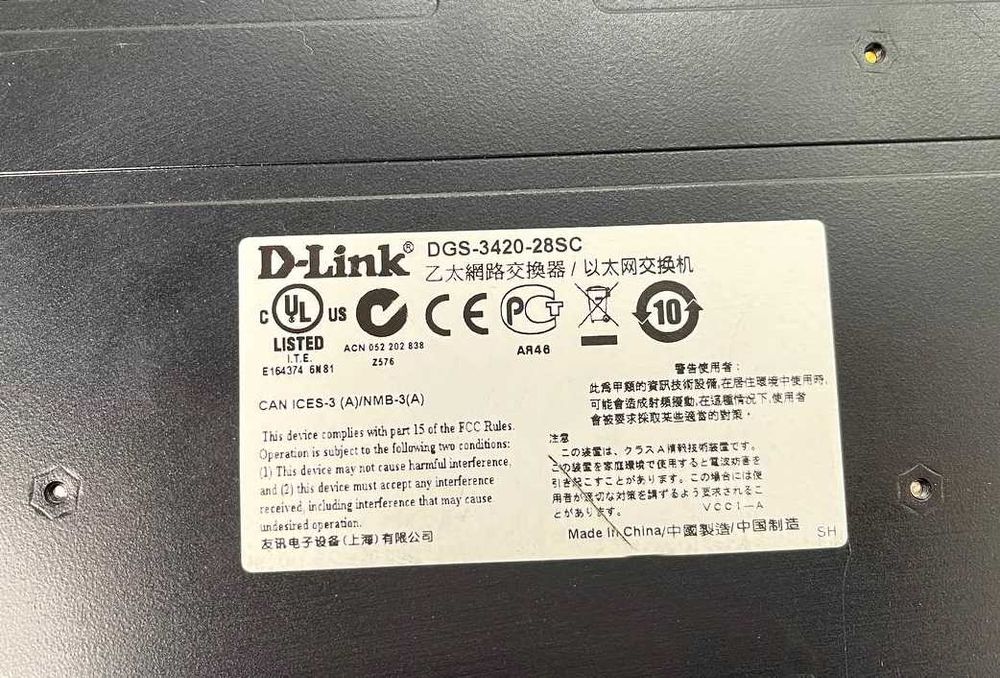 D-Link® DGS-3420-28SC
乙太網路交換器 / 以太网交换机
C UL US
LISTED
I.T.E.
E164374 6M81
ACN 052 202 838
Z576
CE
PCT
AR46
10
CAN ICES-3 (A)/NMB-3(A)
This device complies with part 15 of the FCC Rules.
Operation is subject to the following two conditions:
(1) This device may not cause harmful interference,
and (2) this device must accept any interference
received, including interference that may cause
undesired operation.
友讯电子设备(上海)有限公司
警告使用者：
此為甲類的資訊技術設備,在居住環境中使用時,
可能會造成射頻擾動,在這種情況下,使用者
會被要求採取某些適當的對策。
注意
この装置は、クラスA情報技術装置です。
この装置を家庭環境で使用すると電波妨害を
引き起こすことがあります。この場合には使
用者が適切な対策を講ずるよう要求されるこ
とがあります。 VCCI-A
Made in China/中國製造/中国制造 SH